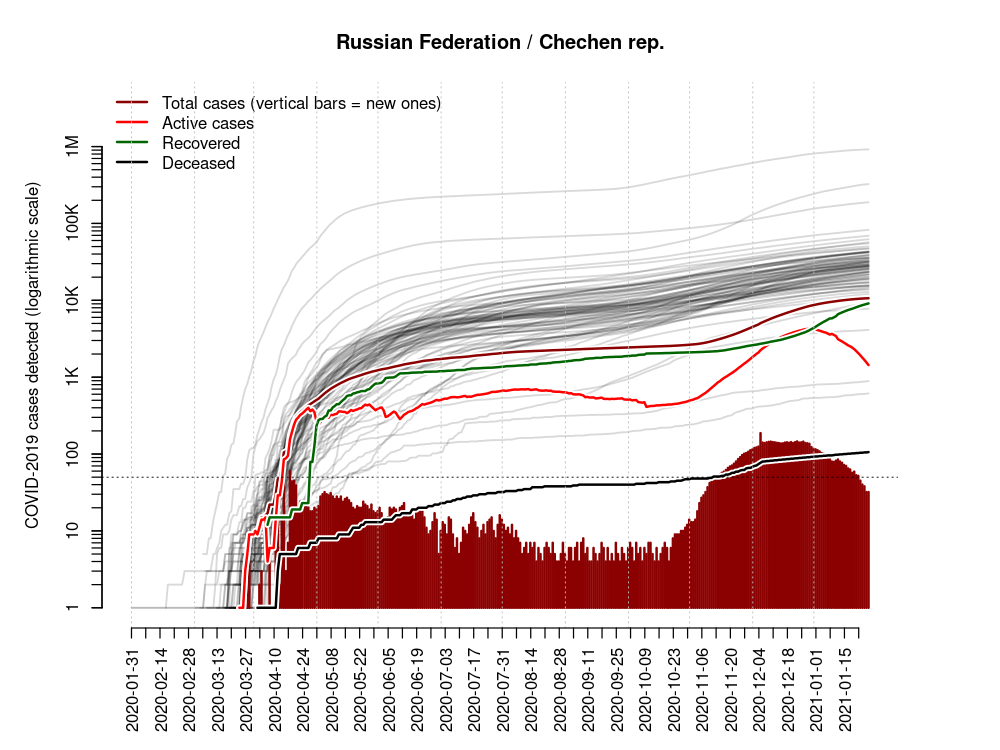 Russian Federation / Chechen rep.
Total cases (vertical bars = new ones)
Active cases
Recovered
Deceased
COVID-2019 cases detected (logarithmic scale)
1M
100K
10K
1K
100
10
1
2020-01-31
2020-02-14
2020-02-28
2020-03-13
2020-03-27
2020-04-10
2020-04-24
2020-05-08
2020-05-22
2020-06-05
2020-06-19
2020-07-03
2020-07-17
2020-07-31
2020-08-14
2020-08-28
2020-09-11
2020-09-25
2020-10-09
2020-10-23
2020-11-06
2020-11-20
2020-12-04
2020-12-18
2021-01-01
2021-01-15